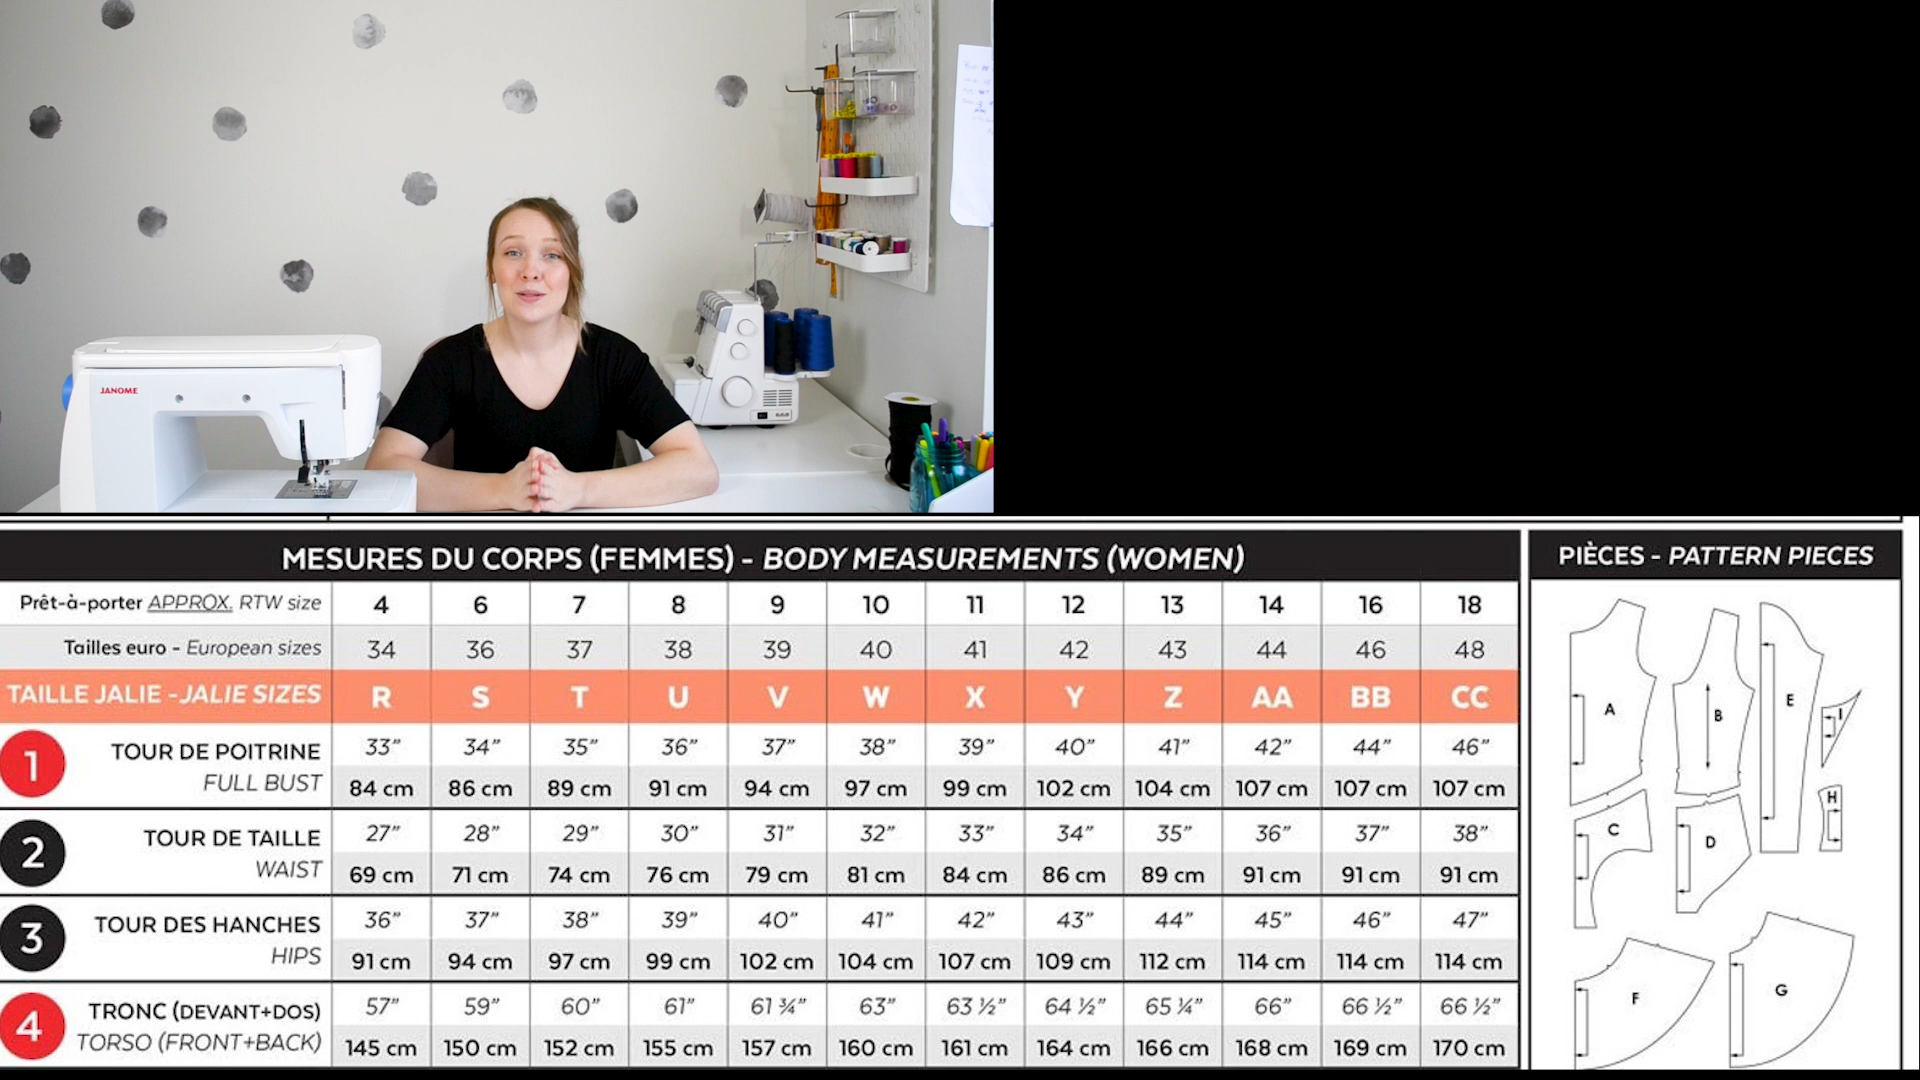 JANOME
MESURES DU CORPS (FEMMES) - BODY MEASUREMENTS (WOMEN)
Prêt-à-porter APPROX. RTW size 4 6 7 8 9 10 11 12 13 14 16 18
Tailles euro - European sizes 34 36 37 38 39 40 41 42 43 44 46 48
TAILLE JALIE - JALIE SIZES R S T U V W X Y Z AA BB CC
1 TOUR DE POITRINE 33” 34” 35” 36” 37” 38” 39” 40” 41” 42” 44” 46”
FULL BUST 84 cm 86 cm 89 cm 91 cm 94 cm 97 cm 99 cm 102 cm 104 cm 107 cm 107 cm 107 cm
2 TOUR DE TAILLE 27” 28” 29” 30” 31” 32” 33” 34” 35” 36” 37” 38”
WAIST 69 cm 71 cm 74 cm 76 cm 79 cm 81 cm 84 cm 86 cm 89 cm 91 cm 91 cm 91 cm
3 TOUR DES HANCHES 36” 37” 38” 39” 40” 41” 42” 43” 44” 45” 46” 47”
HIPS 91 cm 94 cm 97 cm 99 cm 102 cm 104 cm 107 cm 109 cm 112 cm 114 cm 114 cm 114 cm
4 TRONC (DEVANT+DOS) 57” 59” 60” 61” 61 ¾” 63” 63 ½” 64 ½” 65 ¼” 66” 66 ½” 66 ½”
TORSO (FRONT+BACK) 145 cm 150 cm 152 cm 155 cm 157 cm 160 cm 161 cm 164 cm 166 cm 168 cm 169 cm 170 cm
PIÈCES - PATTERN PIECES
A
B
E
I
H
C
D
F
G